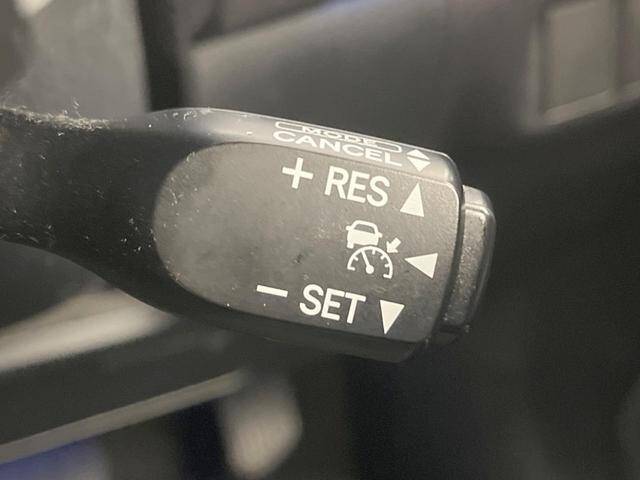 MODE
CANCEL
+ RES
- SET